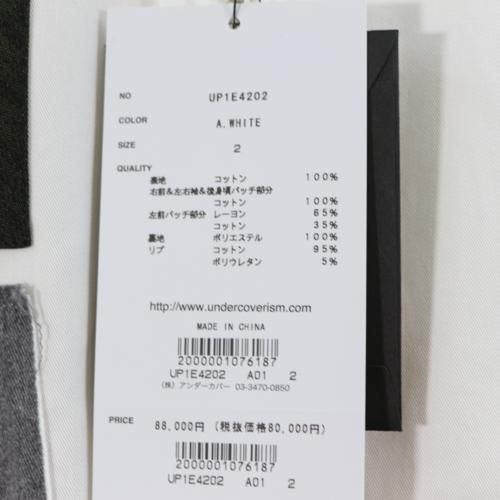 NO UP1E4202
COLOR A.WHITE
SIZE 2
QUALITY
表地 コットン 100%
右前&左右袖&後身頃パッチ部分
コットン 100%
左前パッチ部分 レーヨン 65%
コットン 35%
裏地 ポリエステル 100%
リブ コットン 95%
ポリウレタン 5%
http://www.undercoverism.com
MADE IN CHINA
2000001076187
UP1E4202 A01 2
(株) アンダーカバー 03-3470-0850
PRICE 88,000円 (税抜価格80,000円)
2000001076187
UP1E4202 A01 2